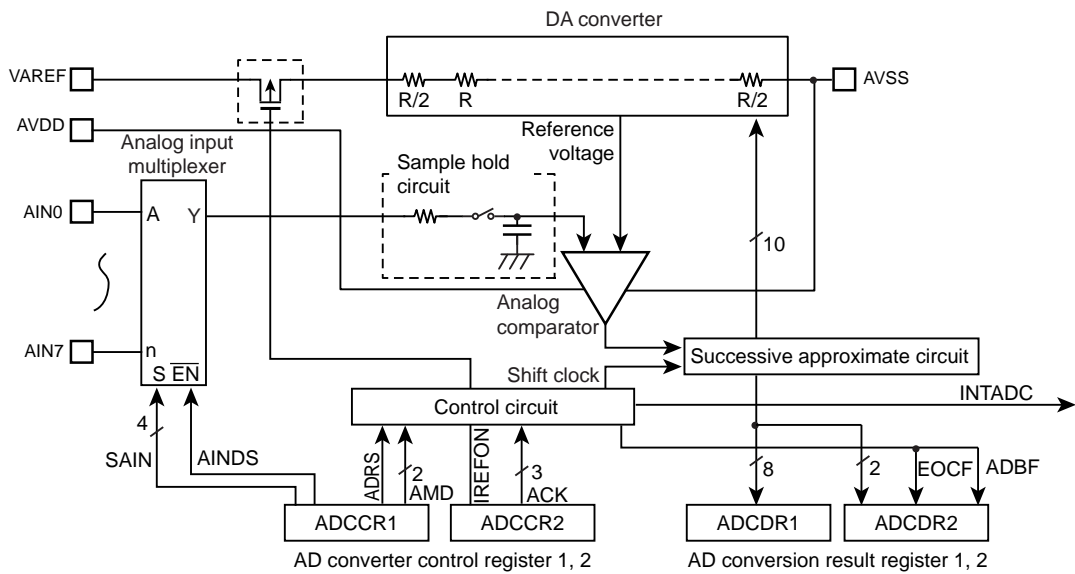 DA converter
VAREF
R/2
R
R/2
AVSS
AVDD
Reference
voltage
Analog input
multiplexer
Sample hold
circuit
AIN0
A
Y
10
Analog
comparator
AIN7
n
S EN
Successive approximate circuit
Shift clock
INTADC
Control circuit
4
SAIN
AINDS
ADRS
2
AMD
IREFON
3
ACK
8
2
EOCF
ADBF
ADCCR1
ADCCR2
ADCDR1
ADCDR2
AD converter control register 1, 2
AD conversion result register 1, 2